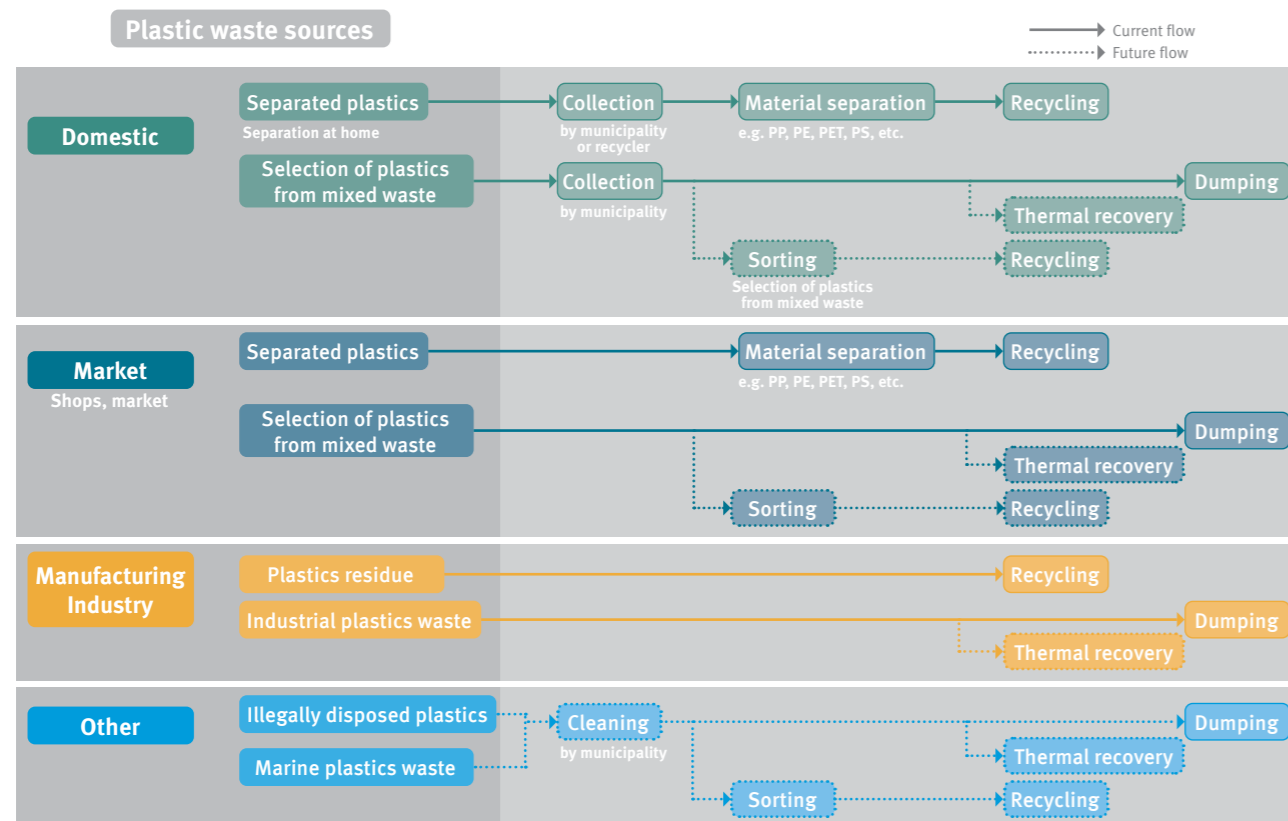 Plastic waste sources
Current flow
Future flow
Domestic
Separated plastics
Separation at home
Collection
by municipality
or recycler
Material separation
e.g. PP, PE, PET, PS, etc.
Recycling
Selection of plastics
from mixed waste
Collection
by municipality
Dumping
Thermal recovery
Sorting
Selection of plastics
from mixed waste
Recycling
Market
Shops, market
Separated plastics
Material separation
e.g. PP, PE, PET, PS, etc.
Recycling
Selection of plastics
from mixed waste
Dumping
Thermal recovery
Sorting
Recycling
Manufacturing
Industry
Plastics residue
Recycling
Industrial plastics waste
Dumping
Thermal recovery
Other
Illegally disposed plastics
Marine plastics waste
Cleaning
by municipality
Dumping
Thermal recovery
Sorting
Recycling